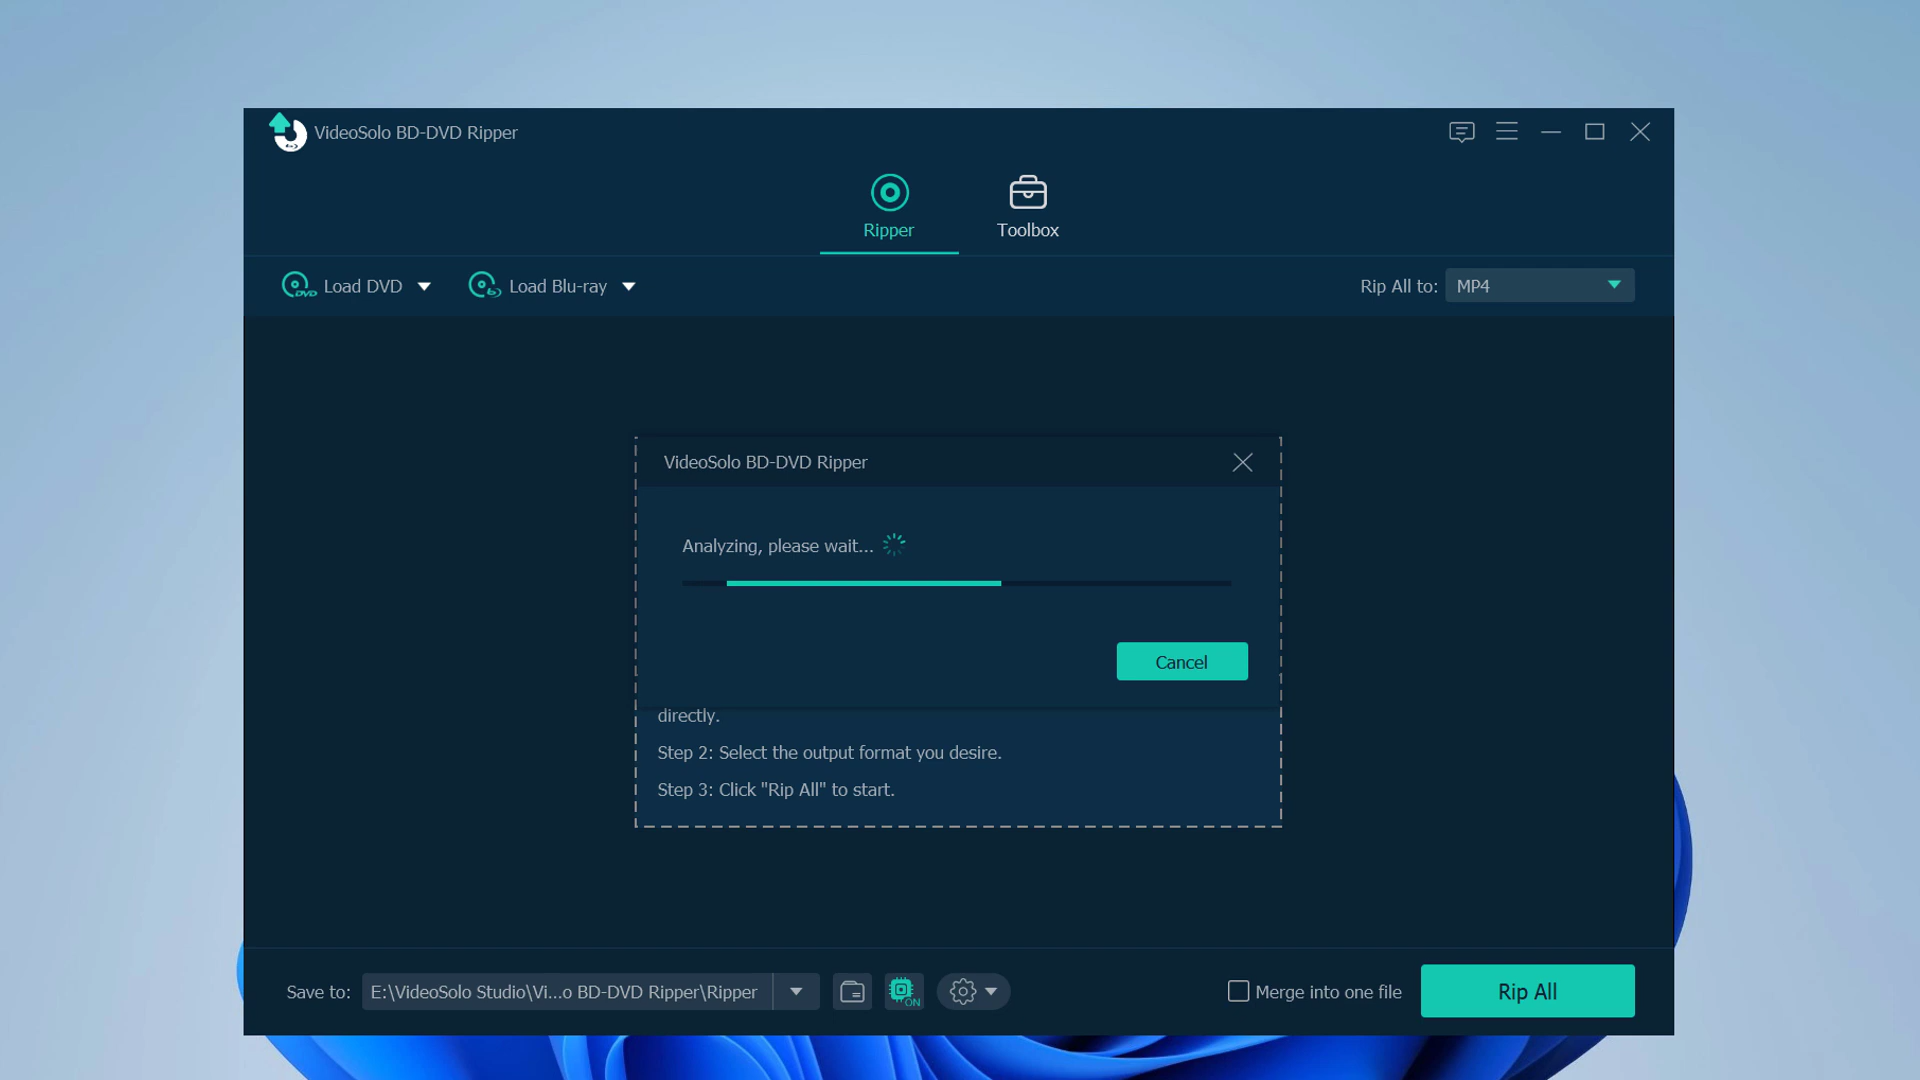 VideoSolo BD-DVD Ripper
Ripper
Toolbox
DVD
Load DVD
Load Blu-ray
Rip All to:
MP4
VideoSolo BD-DVD Ripper
Analyzing, please wait...
Cancel
directly.
Step 2: Select the output format you desire.
Step 3: Click "Rip All" to start.
Save to:
E:\VideoSolo Studio\Vi...o BD-DVD Ripper\Ripper
ON
Merge into one file
Rip All